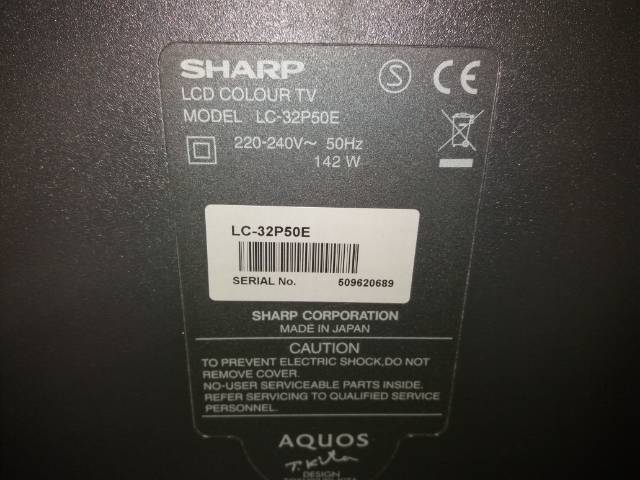 SHARP
LCD COLOUR TV
MODEL LC-32P50E
220-240V~ 50Hz
142 W
S
CE
LC-32P50E
SERIAL No. 509620689
SHARP CORPORATION
MADE IN JAPAN
CAUTION
TO PREVENT ELECTRIC SHOCK,DO NOT
REMOVE COVER.
NO-USER SERVICEABLE PARTS INSIDE.
REFER SERVICING TO QUALIFIED SERVICE
PERSONNEL.
AQUOS
T. Kita
DESIGN